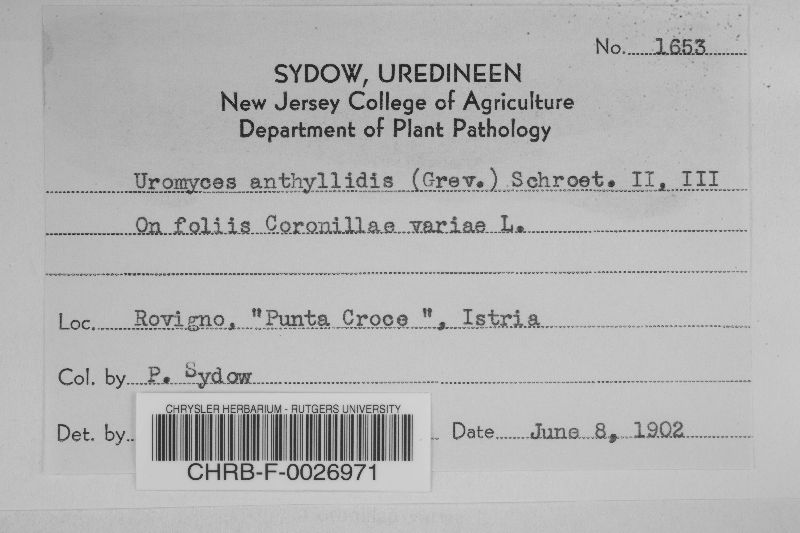 No. 1653
SYDOW, UREDINEEN
New Jersey College of Agriculture
Department of Plant Pathology
Uromyces anthyllidis (Grev.) Schroet. II, III
On foliis Coronillae variae L.
Loc. Rovigno, "Punta Croce ", Istria
Col. by P. Sydow
Det. by Date June 8, 1902
CHRYSLER HERBARIUM - RUTGERS UNIVERSITY
CHRB-F-0026971